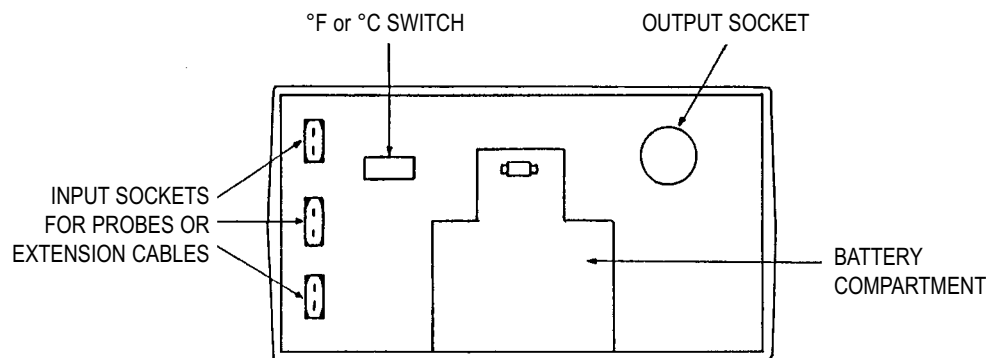 °F or °C SWITCH
OUTPUT SOCKET
INPUT SOCKETS
FOR PROBES OR
EXTENSION CABLES
BATTERY
COMPARTMENT